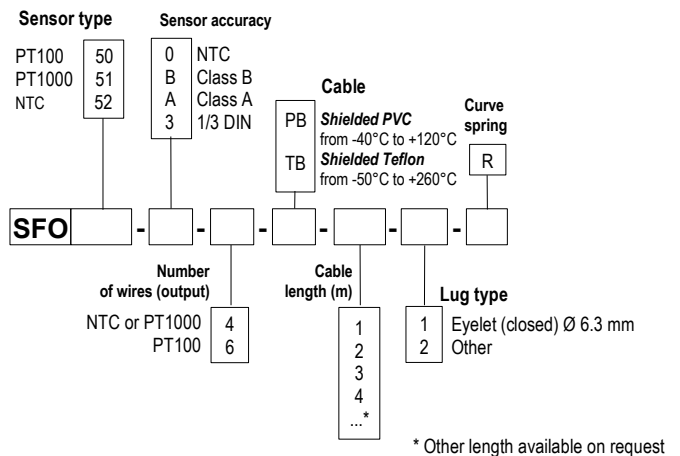 Sensor type
PT100 50
PT1000 51
NTC 52
Sensor accuracy
0 NTC
B Class B
A Class A
3 1/3 DIN
Cable
PB Shielded PVC
from -40°C to +120°C
TB Shielded Teflon
from -50°C to +260°C
Curve
spring
R
SFO - - - - - -
Number
of wires (output)
NTC or PT1000 4
PT100 6
Cable
length (m)
1
2
3
4
...*
Lug type
1 Eyelet (closed) Ø 6.3 mm
2 Other
* Other length available on request